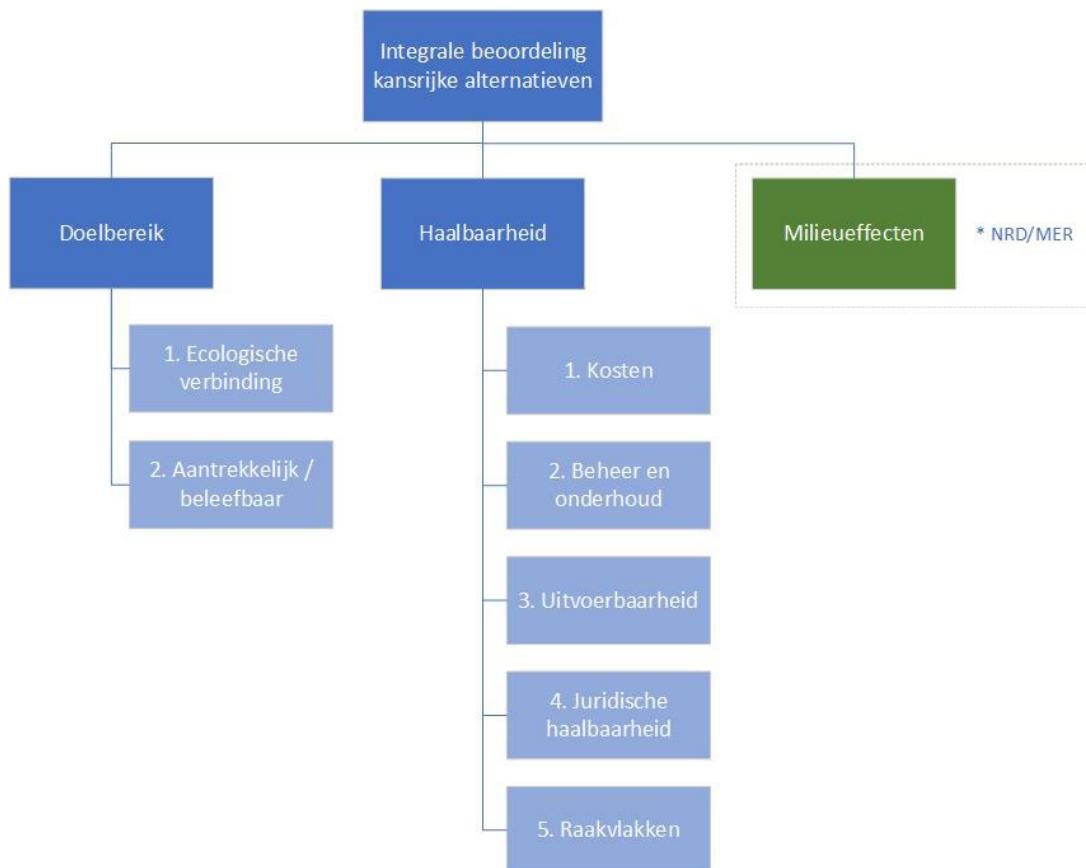 Integrale beoordeling
kansrijke alternatieven
Doelbereik
Haalbaarheid
Milieueffecten
* NRD/MER
1. Ecologische
verbinding
2. Aantrekkelijk /
beleefbaar
1. Kosten
2. Beheer en
onderhoud
3. Uitvoerbaarheid
4. Juridische
haalbaarheid
5. Raakvlakken